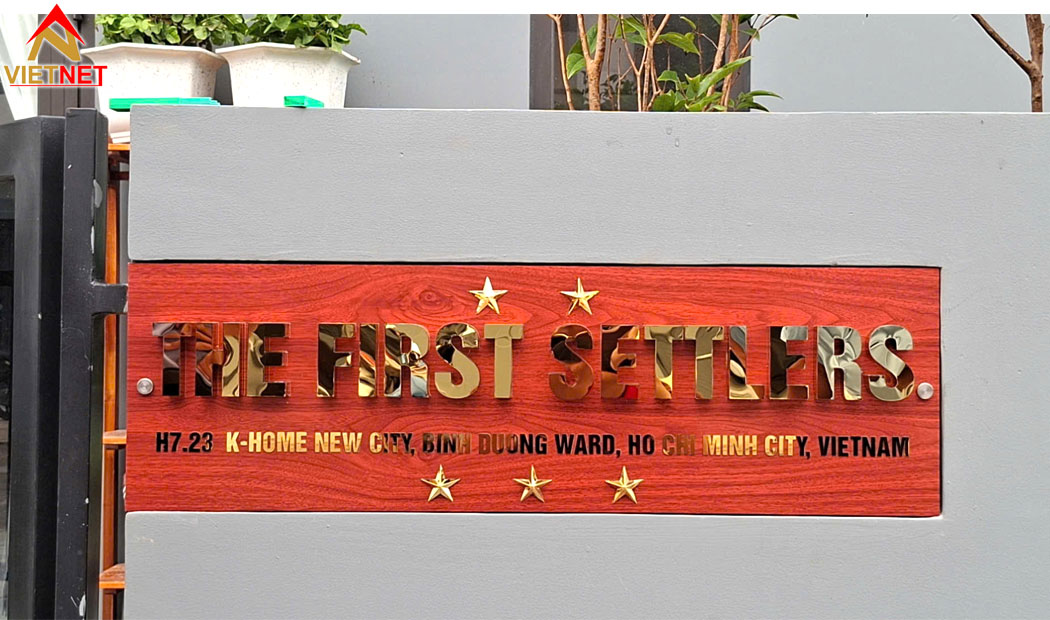 VIETNET
THE FIRST SETTLERS
H7.23 K-HOME NEW CITY, BINH DUONG WARD, HO CHI MINH CITY, VIETNAM